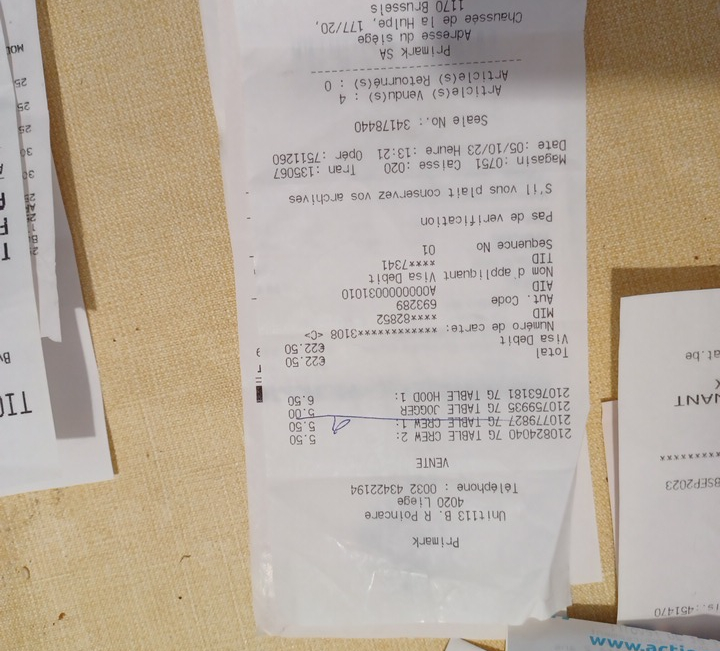 Primark
Unit113 B. R Poincare
4020 Liege
Téléphone : 0032 43422194
VENTE
210824040 7G TABLE CREW 2: 5.50
210779827 7G TABLE CREW 1: 5.50
210759935 7G TABLE JOGGER 5.00
210763181 7G TABLE HOOD 1: 6.50
Total €22.50
Visa Debit €22.50
Numéro de carte: ************3108 <C>
MID ****82852
Aut. Code 693289
AID A0000000031010
Nom d'appliquant Visa Debit
TID ****7341
Sequence No 01
Pas de verification
S'il vous plait conservez vos archives
Magasin :0751 Caisse :020 Tran :135067
Date :05/10/23 Heure :13:21 Opér :7511260
Seale No.: 34178440
Article(s) Vendu(s) : 4
Article(s) Retourné(s) : 0
Primark SA
Adresse du siège
Chaussée de la Hulpe, 177/20,
1170 Brussels